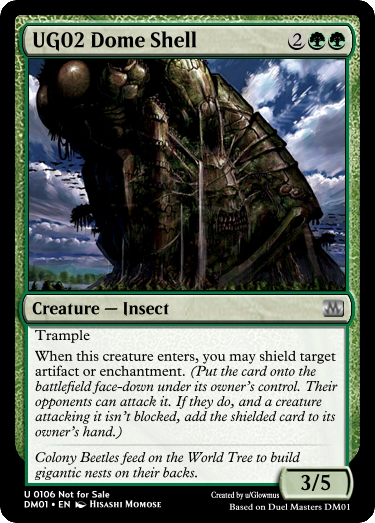 UG02 Dome Shell 2
Creature — Insect
Trample
When this creature enters, you may shield target
artifact or enchantment. (Put the card onto the
battlefield face-down under its owner's control. Their
opponents can attack it. If they do, and a creature
attacking it isn't blocked, add the shielded card to its
owner's hand.)
Colony Beetles feed on the World Tree to build
gigantic nests on their backs.
3/5
U 0106 Not for Sale
DM01 • EN Hisashi Momose
Created by u/Glowmus
Based on Duel Masters DM01